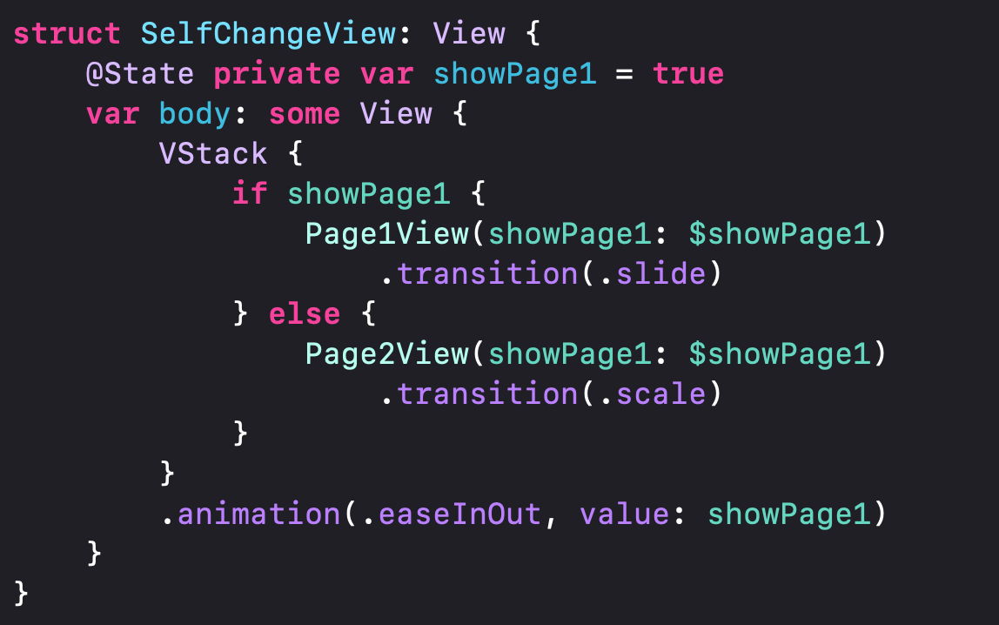 struct SelfChangeView: View {
    @State private var showPage1 = true
    var body: some View {
        VStack {
            if showPage1 {
                Page1View(showPage1: $showPage1)
                    .transition(.slide)
            } else {
                Page2View(showPage1: $showPage1)
                    .transition(.scale)
            }
        }
        .animation(.easeInOut, value: showPage1)
    }
}